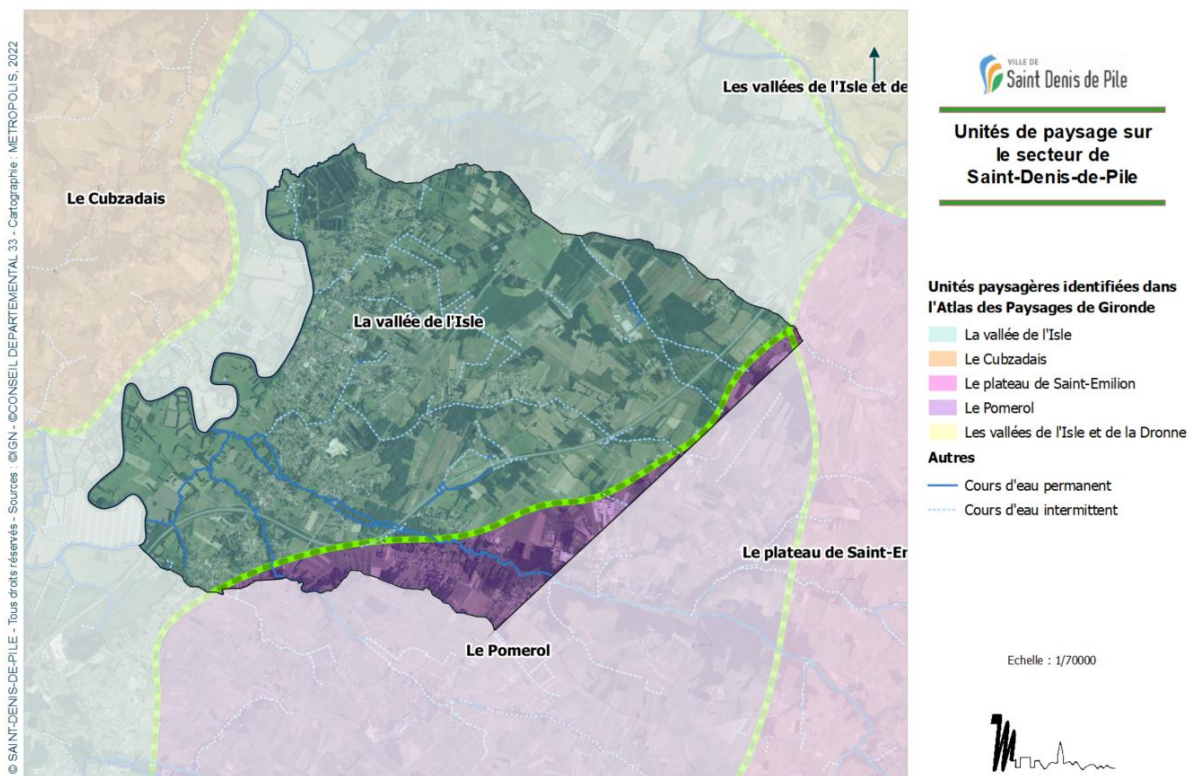 © SAINT-DENIS-DE-PILE - Tous droits réservés - Sources : ©IGN - ©CONSEIL DEPARTEMENTAL 33 - Cartographie : METROPOLIS, 2022
Les vallées de l'Isle et de
Le Cubzadais
La vallée de l'Isle
Le plateau de Saint-Er
Le Pomerol
VILLE DE
Saint Denis de Pile
Unités de paysage sur
le secteur de
Saint-Denis-de-Pile
Unités paysagères identifiées dans
l'Atlas des Paysages de Gironde
La vallée de l'Isle
Le Cubzadais
Le plateau de Saint-Emilion
Le Pomerol
Les vallées de l'Isle et de la Dronne
Autres
Cours d'eau permanent
Cours d'eau intermittent
Echelle : 1/70000